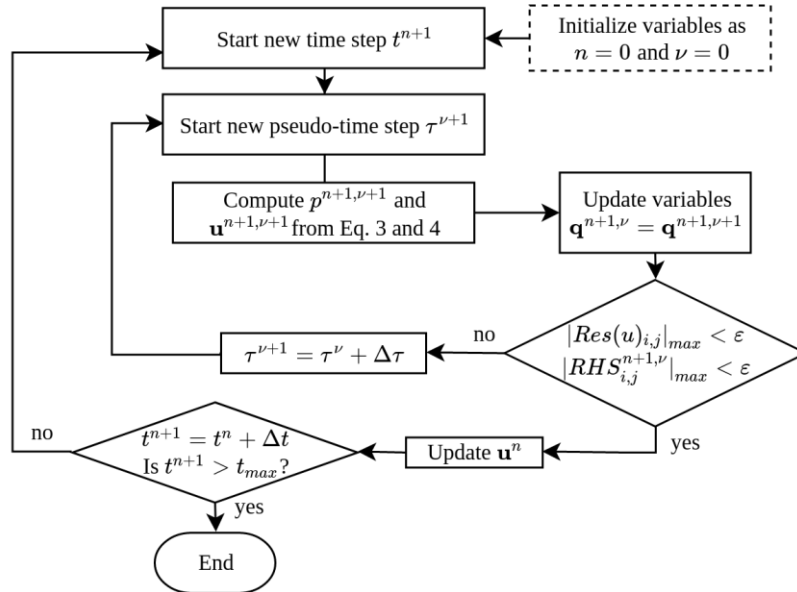 Start new time step $t^{n+1}$
Initialize variables as
$n = 0$ and $\nu = 0$
Start new pseudo-time step $\tau^{\nu+1}$
Compute $p^{n+1,\nu+1}$ and
$\mathbf{u}^{n+1,\nu+1}$ from Eq. 3 and 4
Update variables
$\mathbf{q}^{n+1,\nu} = \mathbf{q}^{n+1,\nu+1}$
$|Res(u)_{i,j}|_{max} < \varepsilon$
$|RHS_{i,j}^{n+1,\nu}|_{max} < \varepsilon$
no
$\tau^{\nu+1} = \tau^{\nu} + \Delta\tau$
yes
Update $\mathbf{u}^n$
$t^{n+1} = t^n + \Delta t$
Is $t^{n+1} > t_{max}$?
no
yes
End